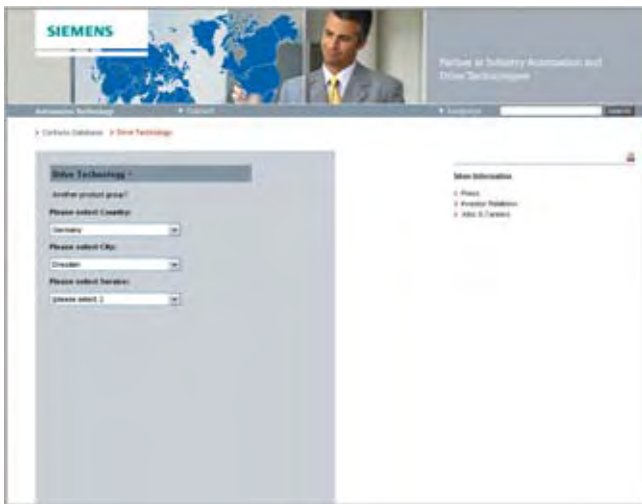 SIEMENS
Partner in Industry Automation and
Drive Technologies
Automation Technology
Contact
Search
Contacts Database
Drive Technology
Drive Technology
Another product group?
Please select Country:
Germany
Please select City:
Dresden
Please select Service:
(please select..)
More Information
Press
Investor Relations
Jobs & Careers